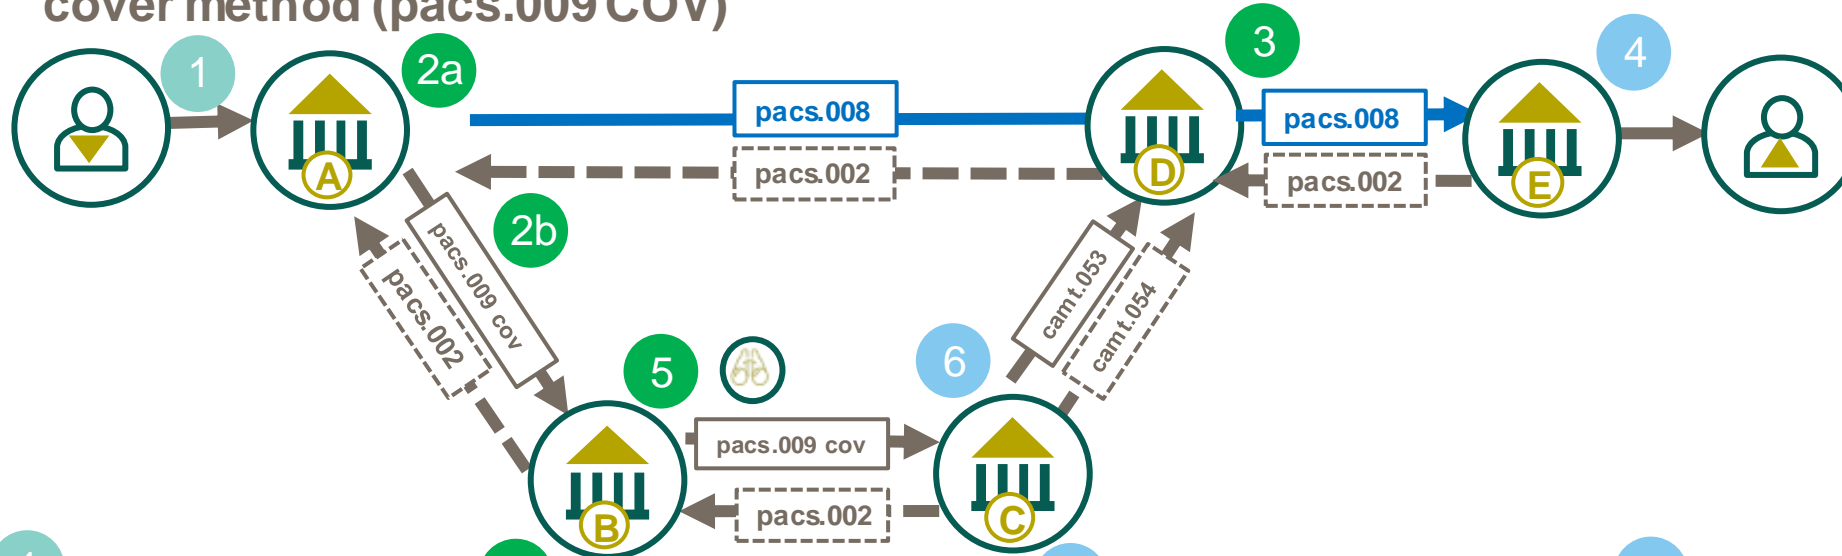 cover method (pacs.009 COV)
1
2a
3
4
pacs.008
pacs.008
A
pacs.002
D
pacs.002
E
2b
pacs.009 cov
pacs.002
camt.053
camt.054
5
6
pacs.009 cov
B
pacs.002
C